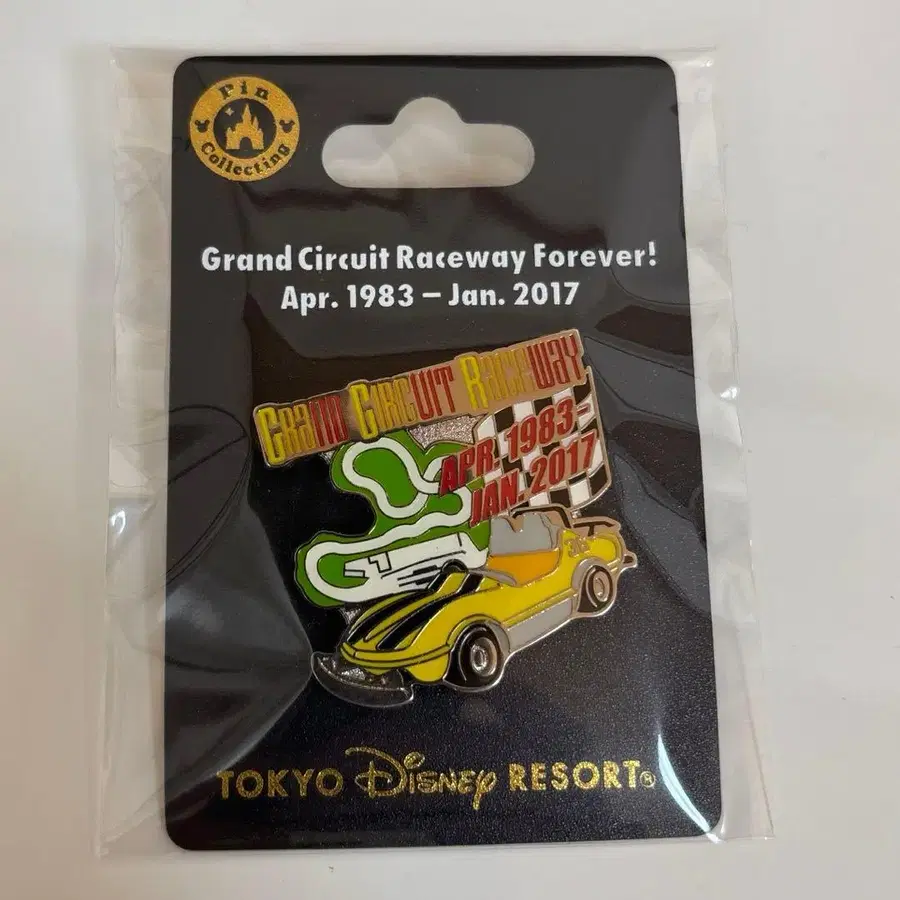 Pin
Collecting
Grand Circuit Raceway Forever!
Apr. 1983 – Jan. 2017
GRAND CIRCUIT RACEWAY
APR. 1983 -
JAN. 2017
TOKYO Disney RESORT®